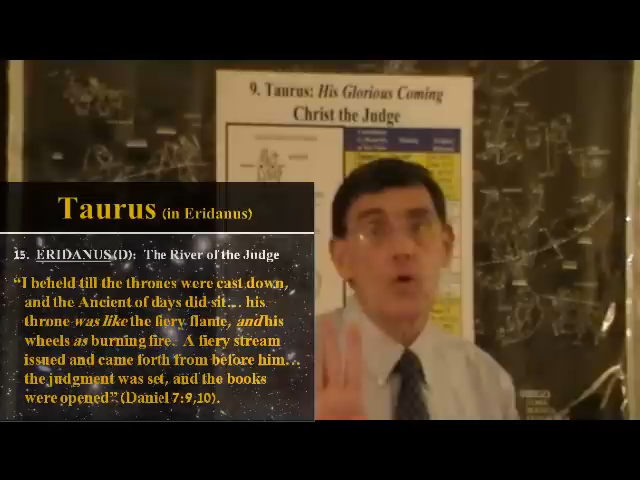 9. Taurus: His Glorious Coming
Christ the Judge
Taurus (in Eridanus)
15. ERIDANUS(D): The River of the Judge
“I beheld till the thrones were cast down,
and the Ancient of days did sit… his
throne was like the fiery flame, and his
wheels as burning fire. A fiery stream
issued and came forth from before him…
the judgment was set, and the books
were opened” (Daniel 7:9,10).